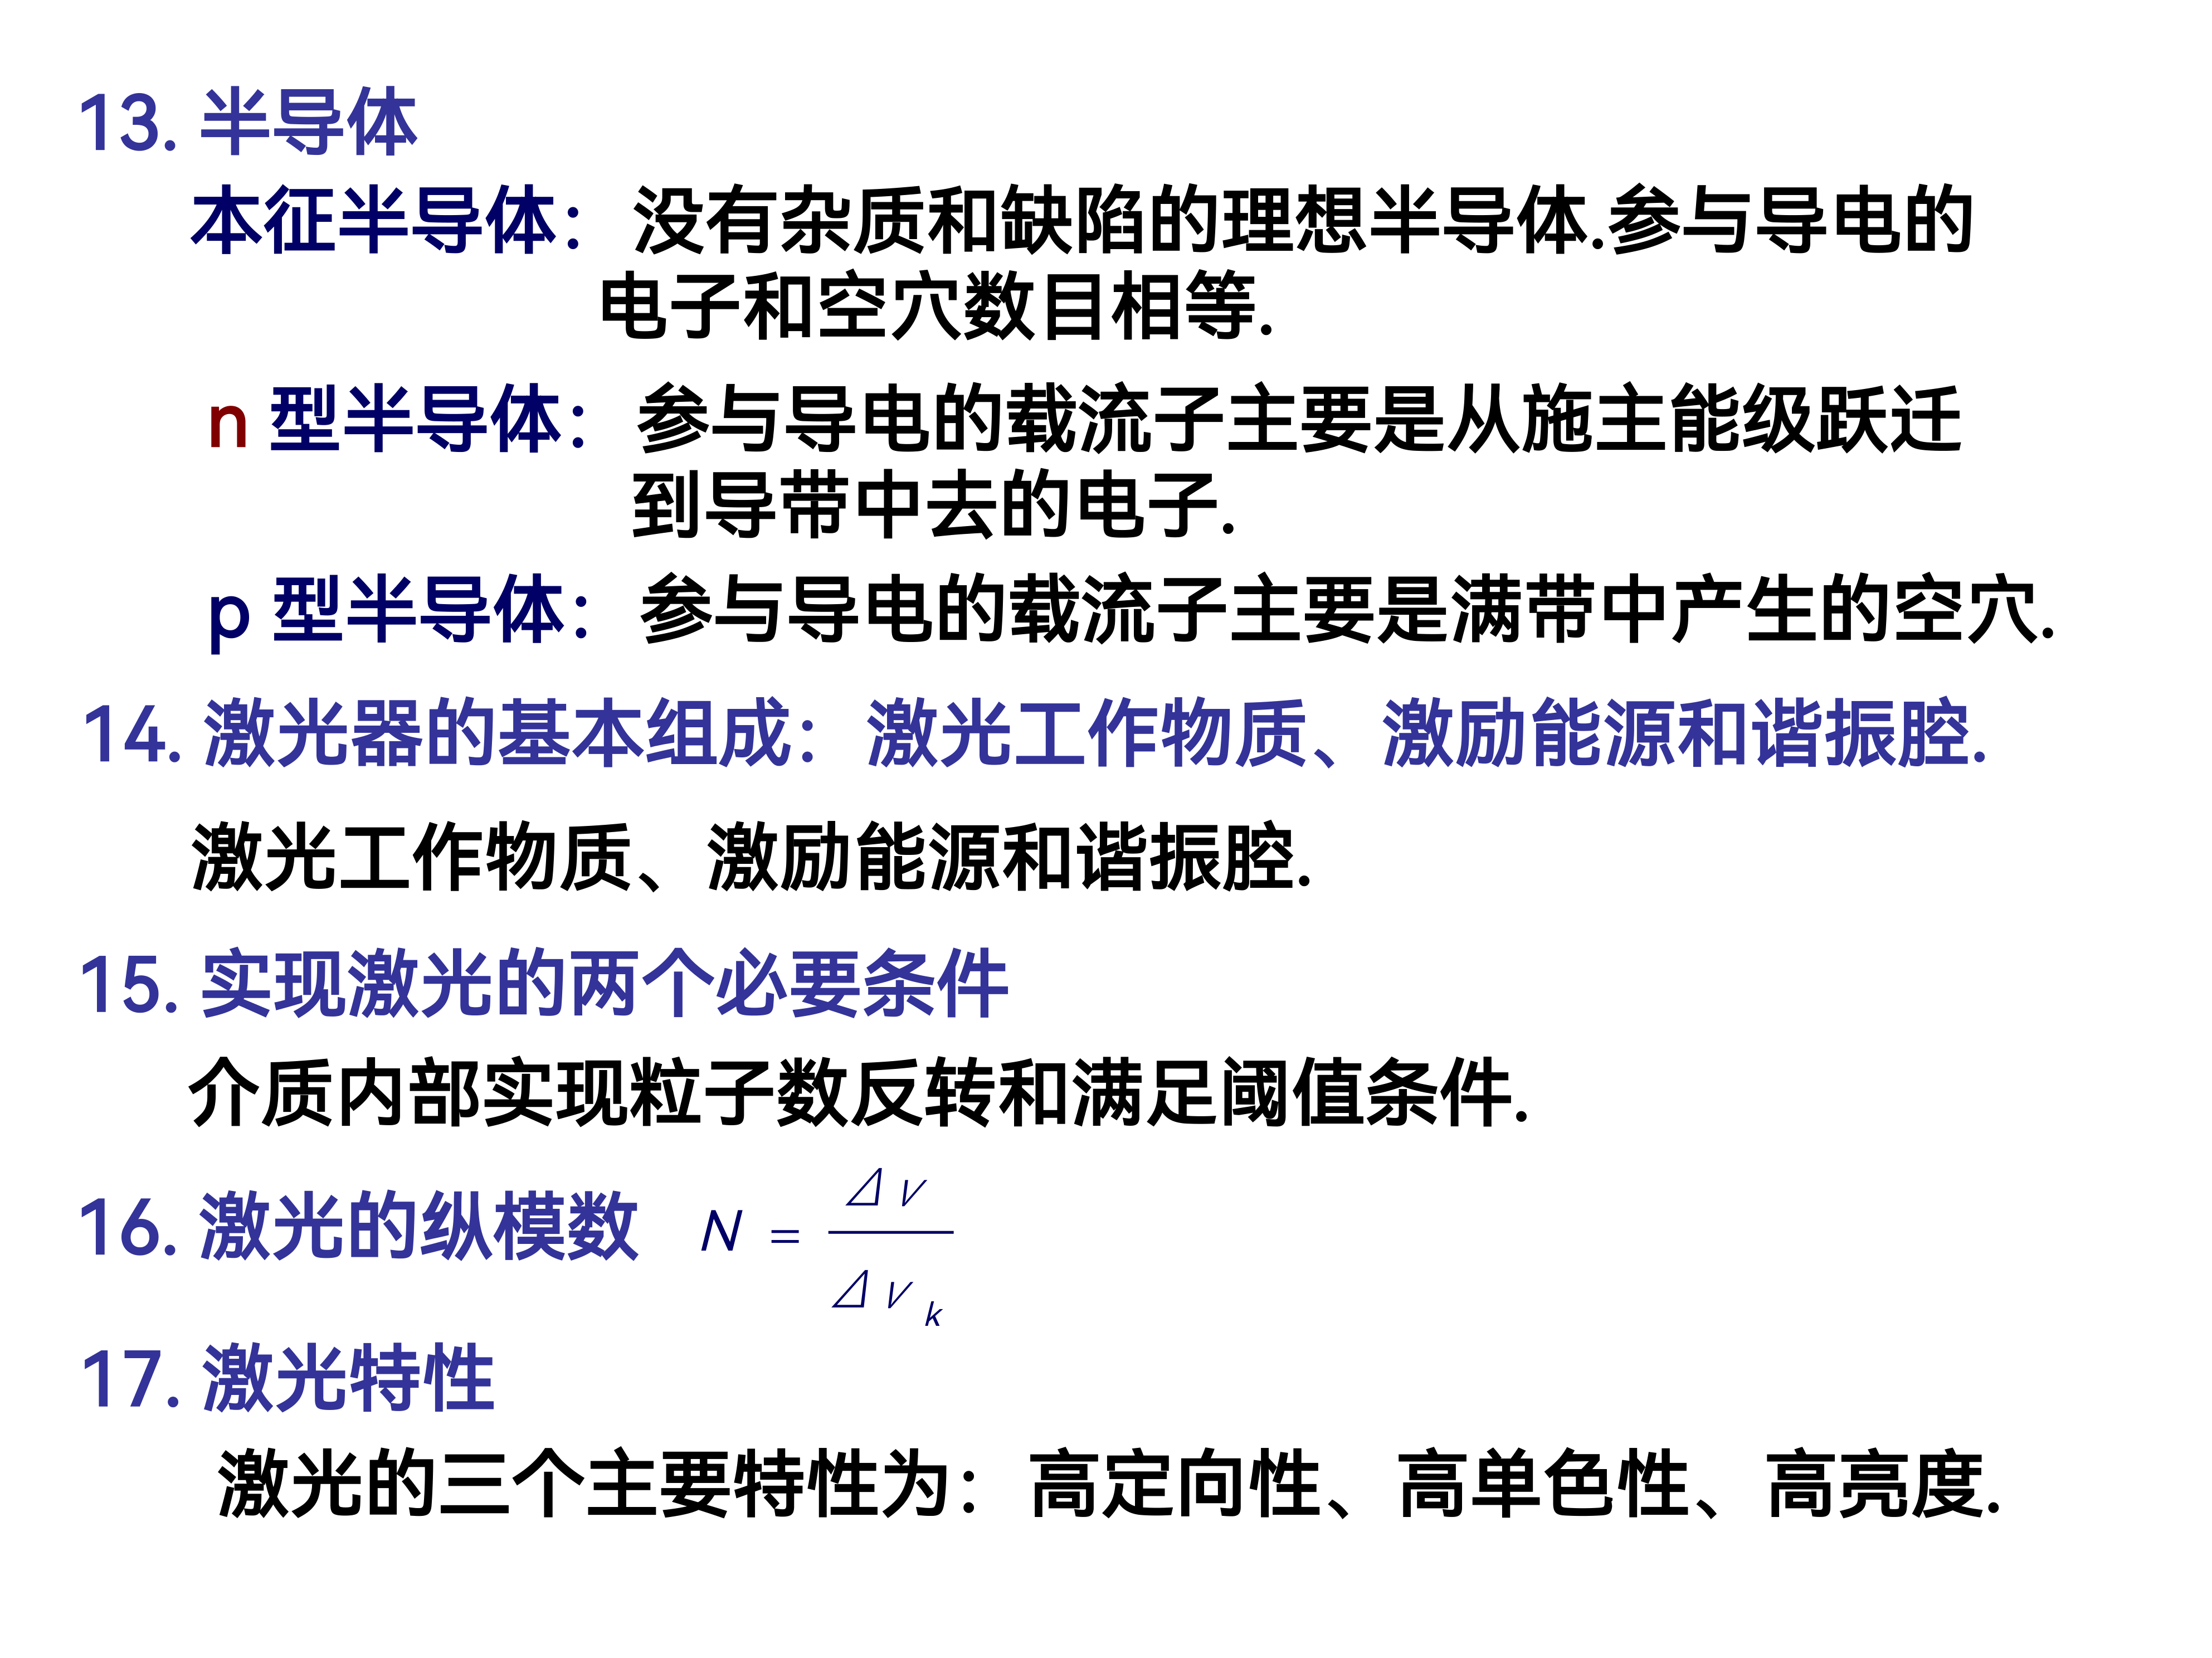 13. 半导体
本征半导体：没有杂质和缺陷的理想半导体.参与导电的
电子和空穴数目相等.
n 型半导体：参与导电的载流子主要是从施主能级跃迁
到导带中去的电子.
p 型半导体：参与导电的载流子主要是满带中产生的空穴.
14. 激光器的基本组成：激光工作物质、激励能源和谐振腔.
激光工作物质、激励能源和谐振腔.
15. 实现激光的两个必要条件
介质内部实现粒子数反转和满足阈值条件.
16. 激光的纵模数 N = Δν / Δν_k
17. 激光特性
激光的三个主要特性为：高定向性、高单色性、高亮度.